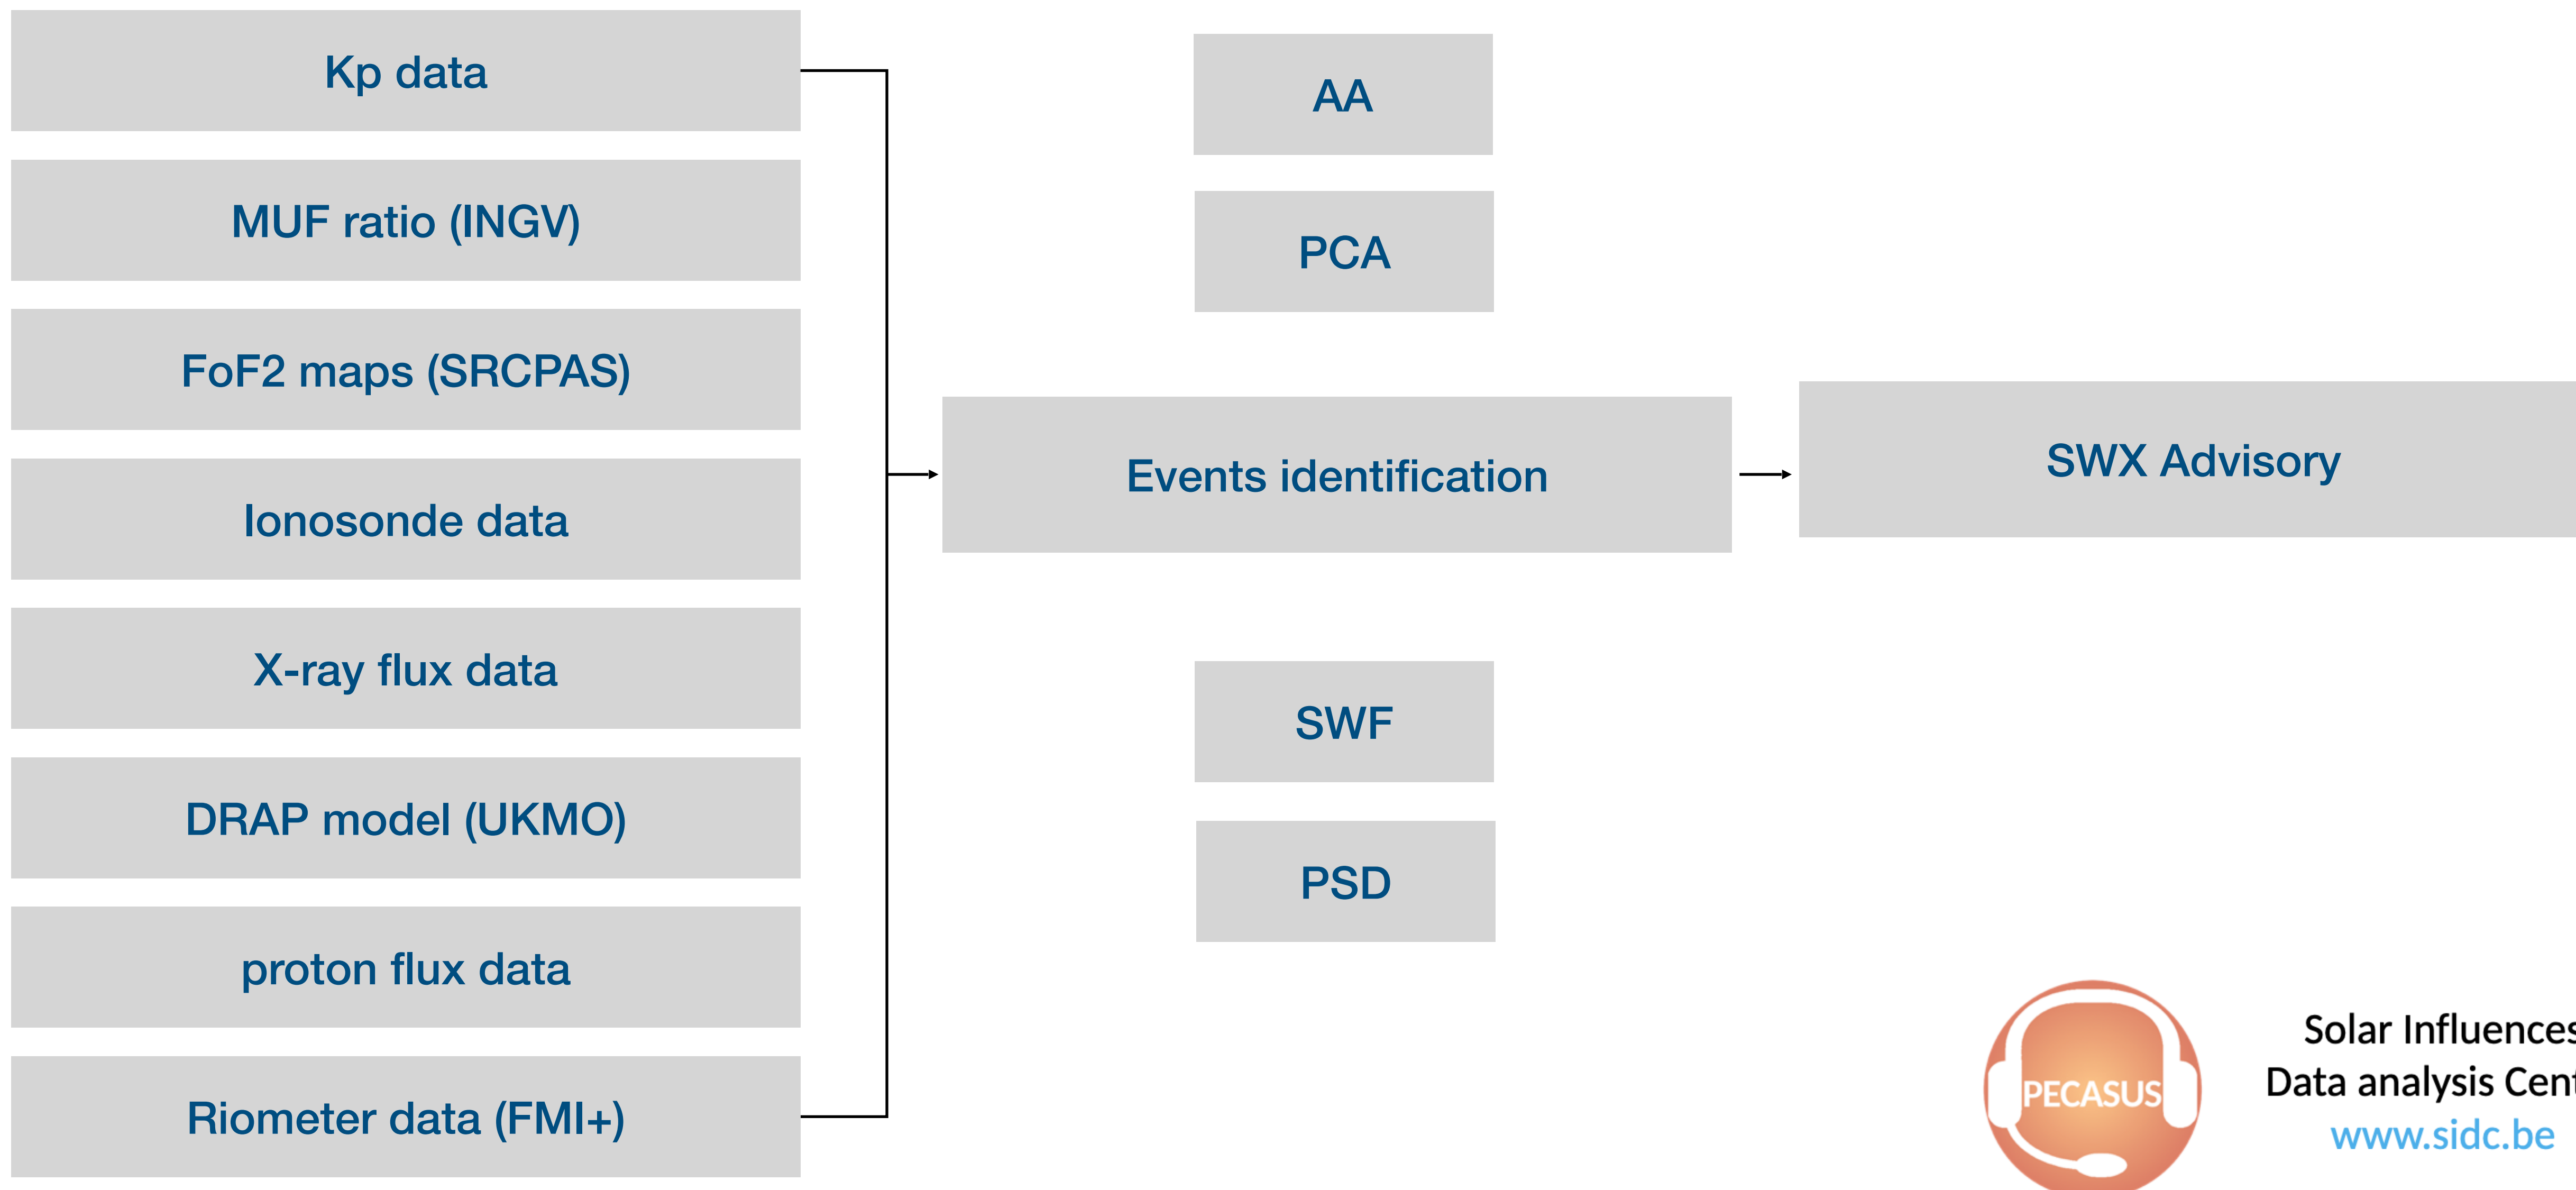 Kp data
MUF ratio (INGV)
FoF2 maps (SRCPAS)
Ionosonde data
X-ray flux data
DRAP model (UKMO)
proton flux data
Riometer data (FMI+)
AA
PCA
Events identification
SWF
PSD
SWX Advisory
PECASUS
Solar Influences
Data analysis Cent
www.sidc.be